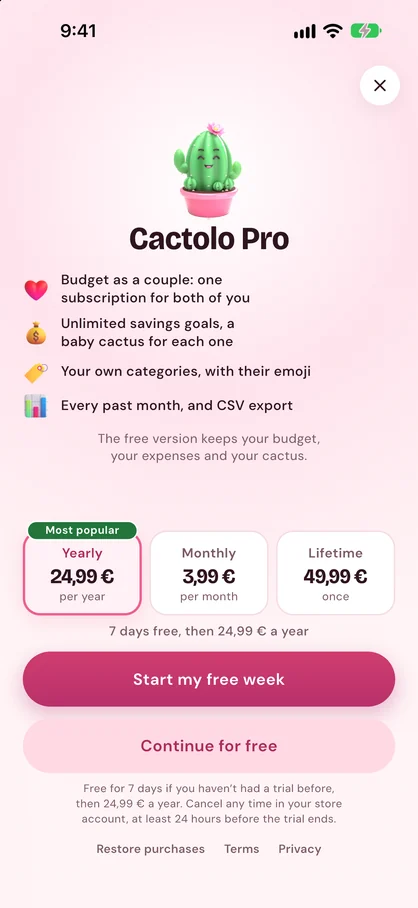 9:41
Cactolo Pro
Budget as a couple: one
subscription for both of you
Unlimited savings goals, a
baby cactus for each one
Your own categories, with their emoji
Every past month, and CSV export
The free version keeps your budget,
your expenses and your cactus.
Most popular
Yearly
24,99 €
per year
Monthly
3,99 €
per month
Lifetime
49,99 €
once
7 days free, then 24,99 € a year
Start my free week
Continue for free
Free for 7 days if you haven’t had a trial before,
then 24,99 € a year. Cancel any time in your store
account, at least 24 hours before the trial ends.
Restore purchases Terms Privacy